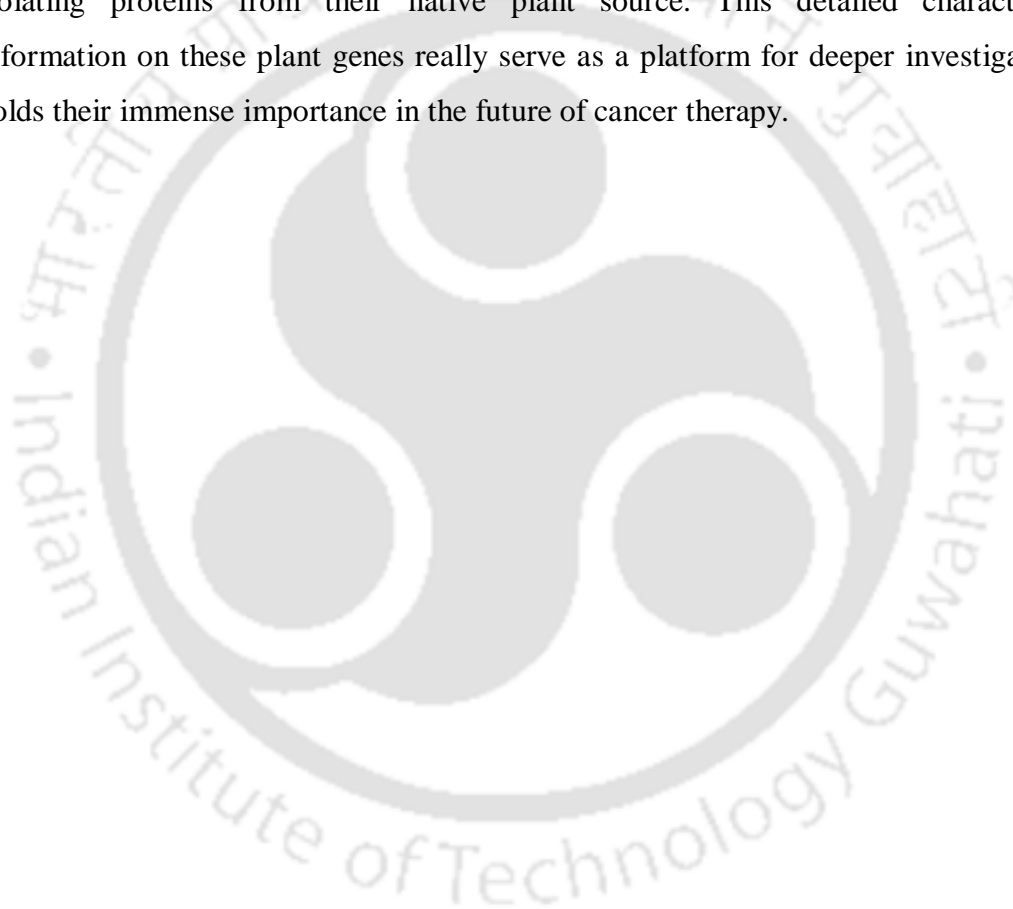 olating proteins from their native plant source. This detailed charact
formation on these plant genes really serve as a platform for deeper investiga
olds their immense importance in the future of cancer therapy.
भारतीय
गुवाहाटी
• Indian Institute of Technology Guwahati •